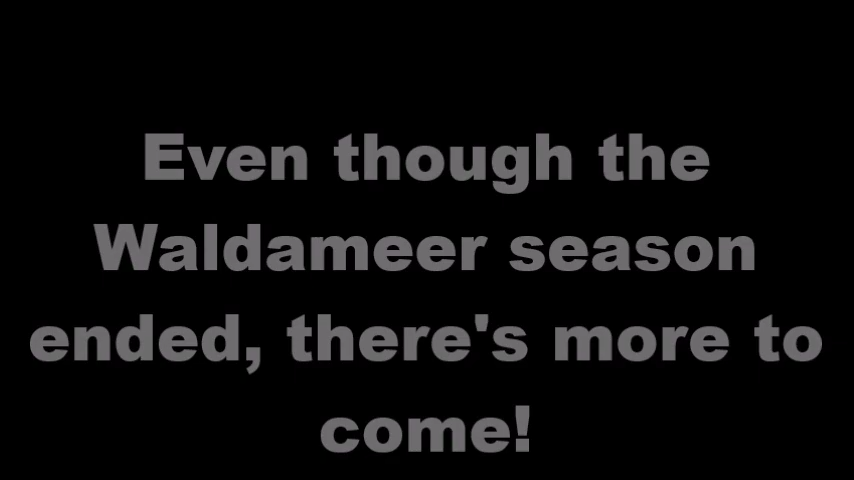 Even though the
Waldameer season
ended, there's more to
come!